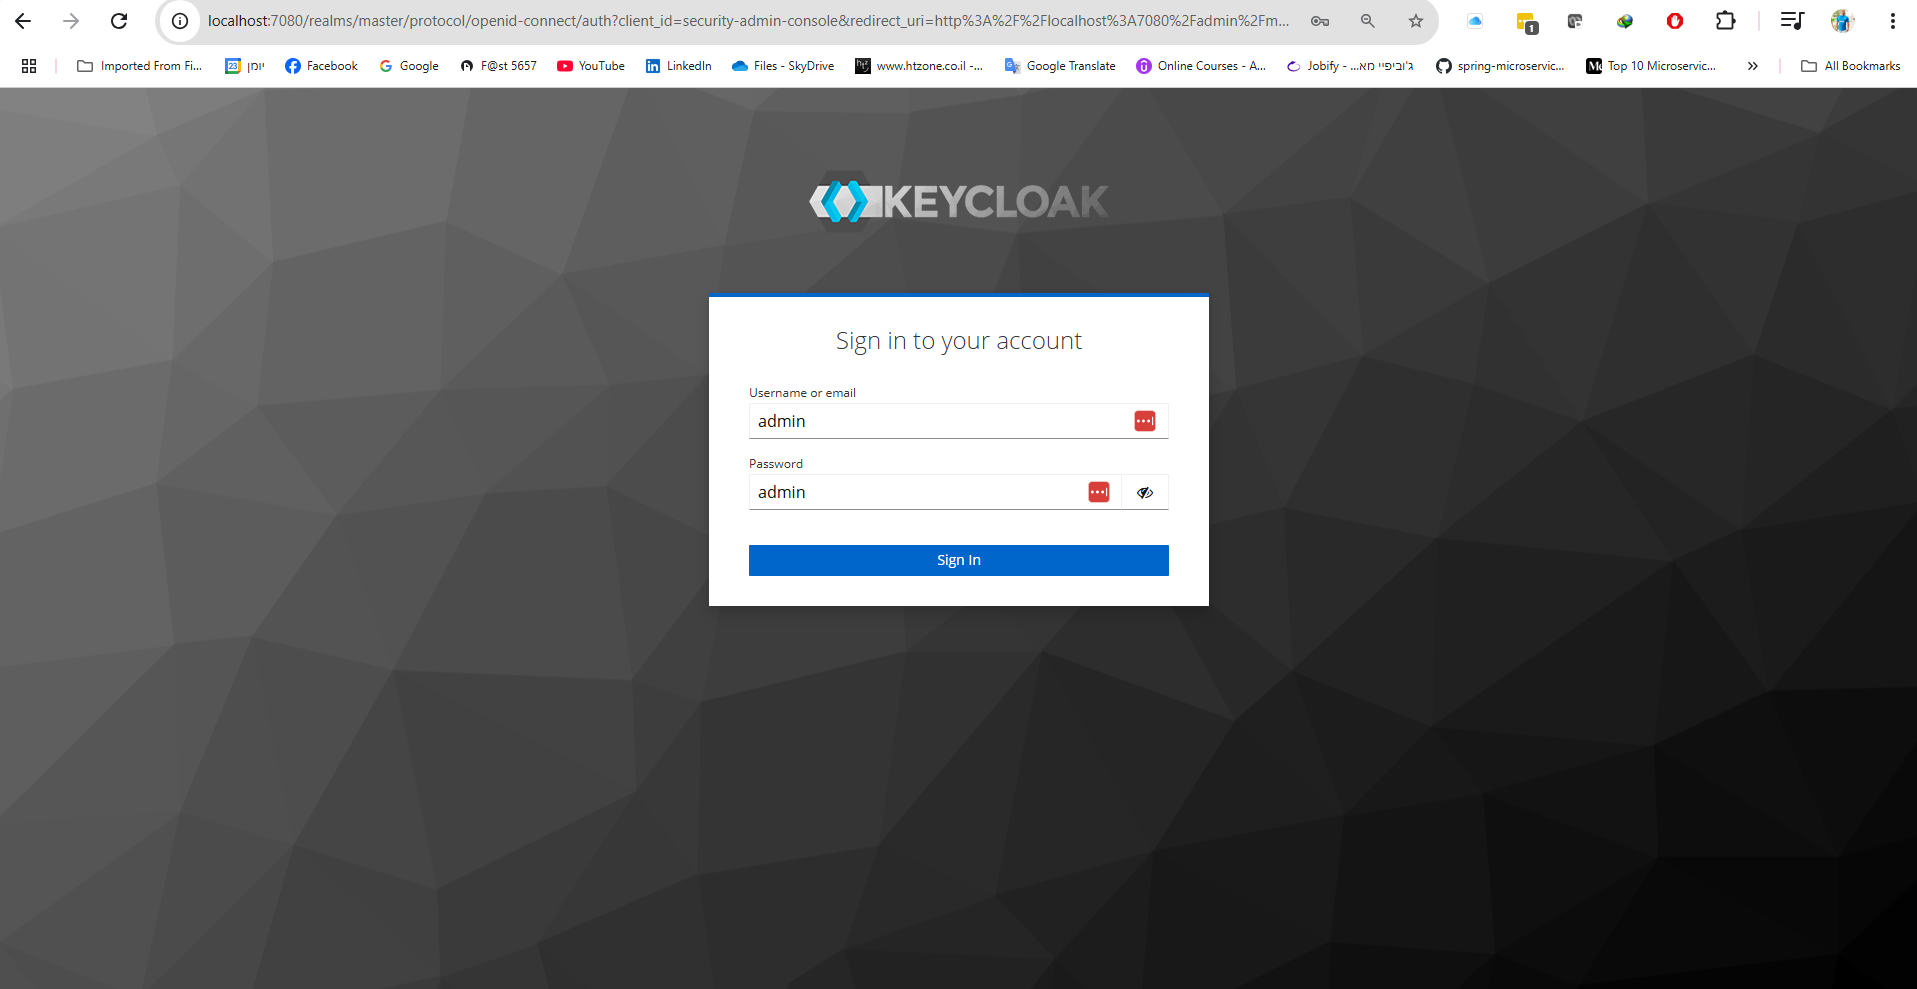 localhost:7080/realms/master/protocol/openid-connect/auth?client_id=security-admin-console&redirect_uri=http%3A%2F%2Flocalhost%3A7080%2Fadmin%2Fm...
1
Imported From Fi...
23
יומן
Facebook
Google
F@st 5657
YouTube
LinkedIn
Files - SkyDrive
www.htzone.co.il -...
Google Translate
Online Courses - A...
ג'וביפיי מא... - Jobify
spring-microservic...
Top 10 Microservic...
All Bookmarks
KEYCLOAK
Sign in to your account
Username or email
admin
Password
admin
Sign In